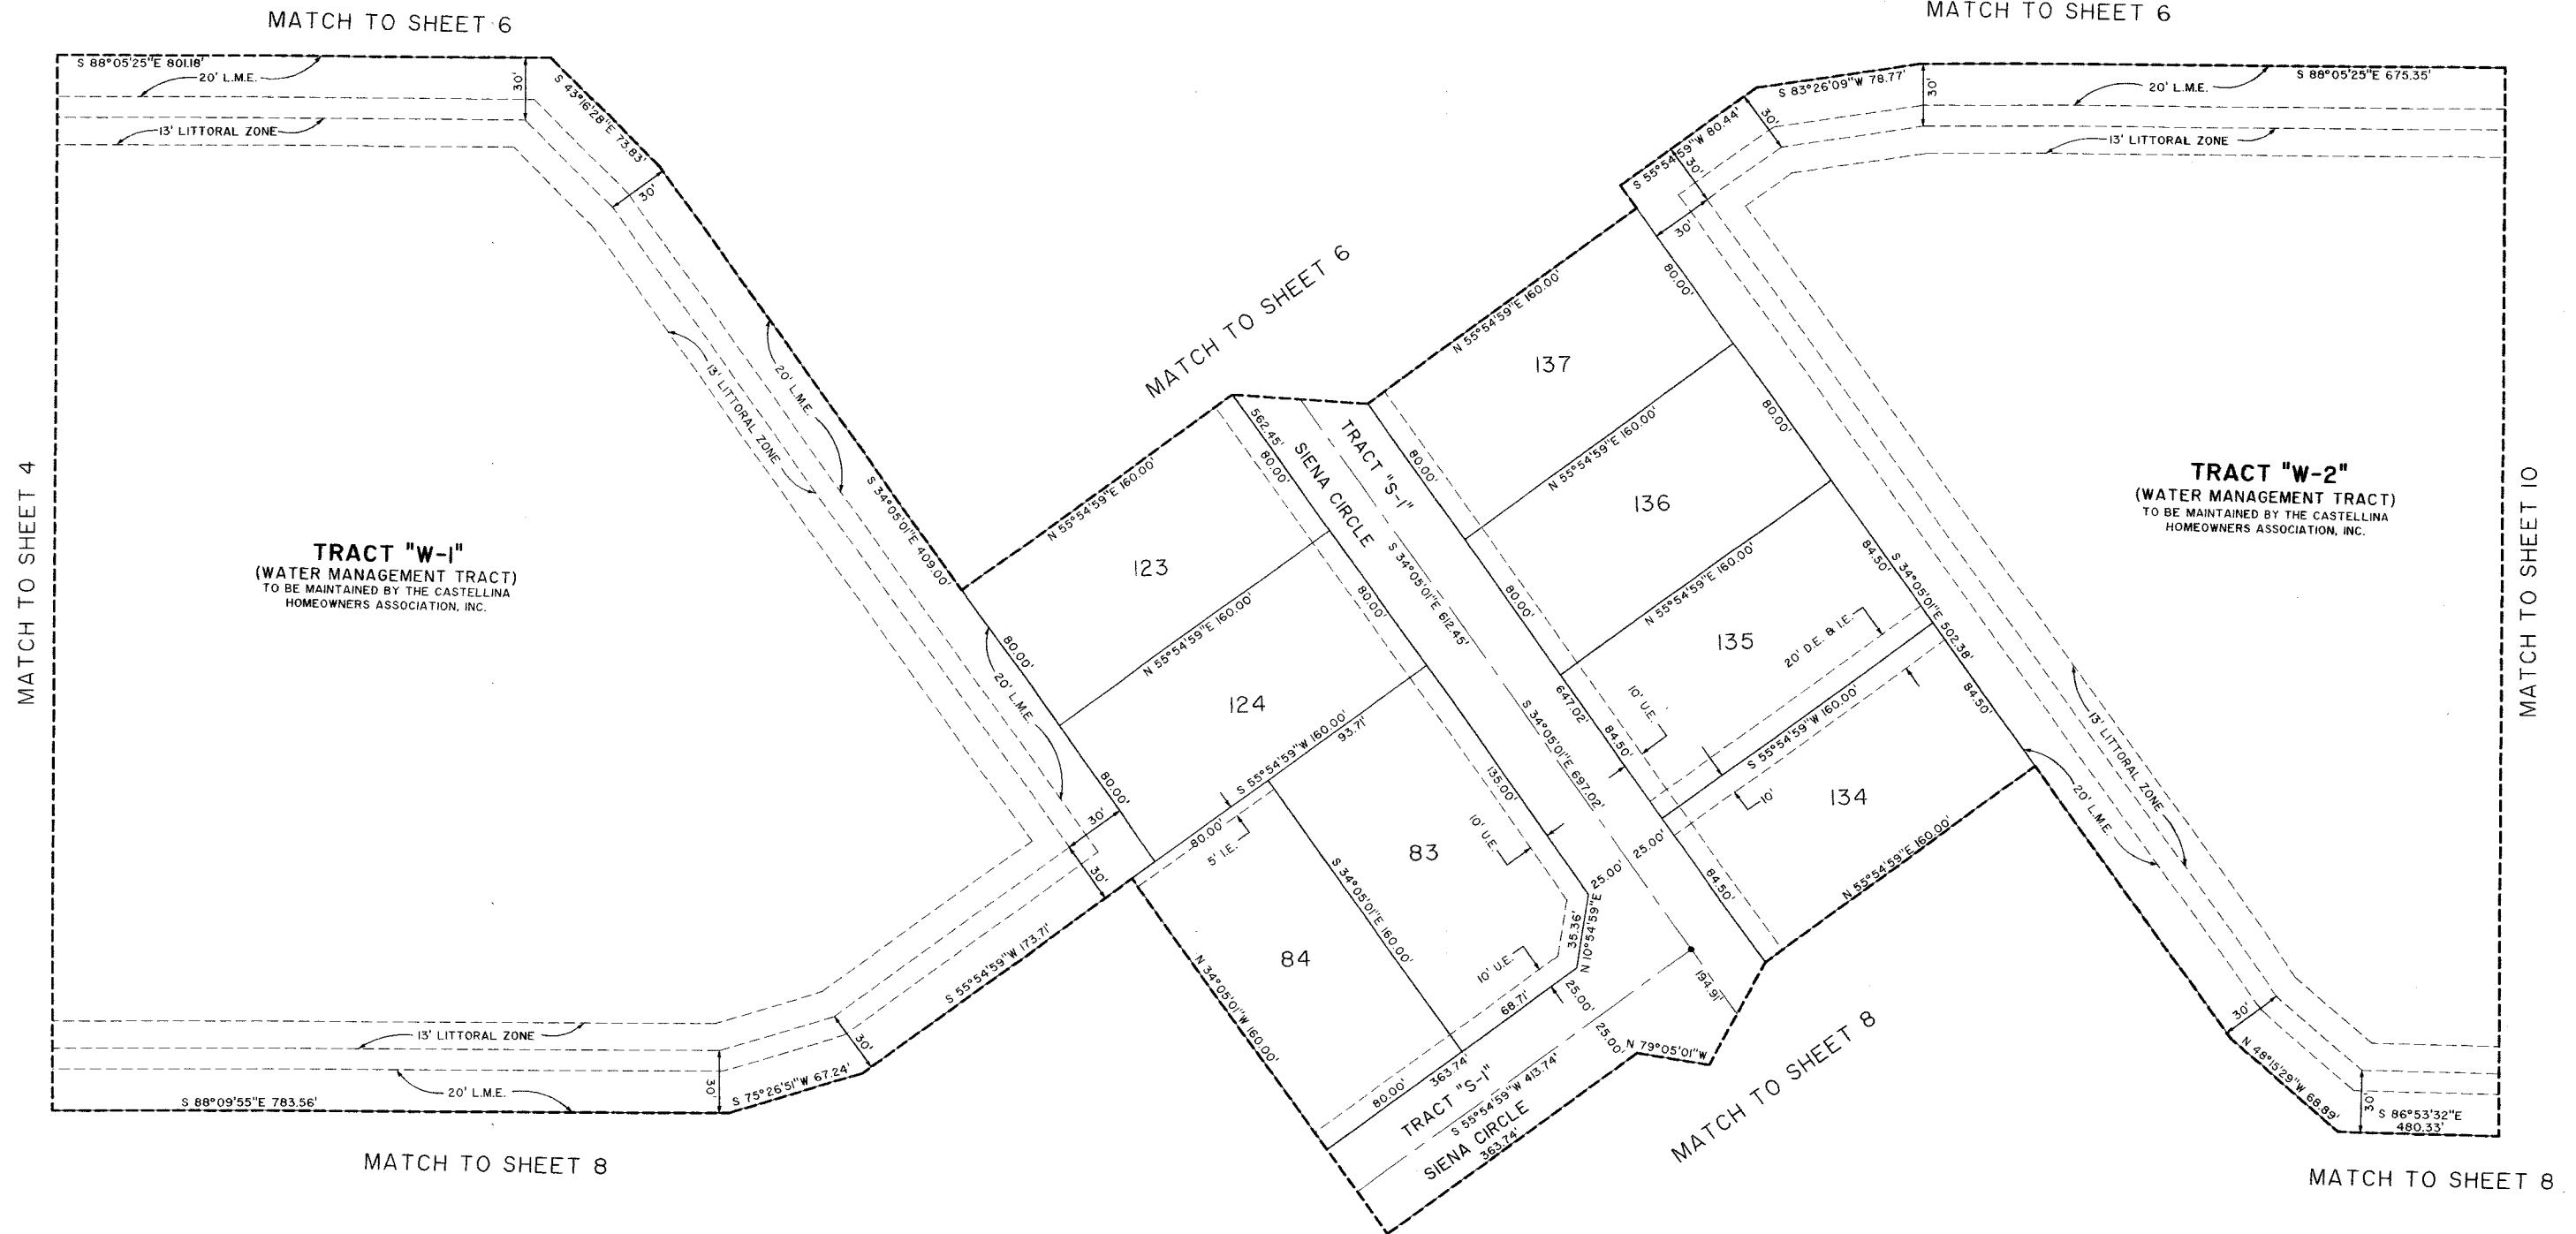 MATCH TO SHEET 6
MATCH TO SHEET 6
S 88°05'25"E 801.18'
20' L.M.E.
30'
S 43°16'28"E 73.83'
13' LITTORAL ZONE
30'
S 83°26'09"W 78.77'
30'
20' L.M.E.
S 88°05'25"E 675.35'
S 55°54'59"W 80.44'
30'
30'
13' LITTORAL ZONE
30'
MATCH TO SHEET 6
MATCH TO SHEET 4
13' LITTORAL ZONE
20' L.M.E.
S 34°05'01"E 409.00'
TRACT "W-1"
(WATER MANAGEMENT TRACT)
TO BE MAINTAINED BY THE CASTELLINA
HOMEOWNERS ASSOCIATION, INC.
N 55°54'59"E 160.00'
123
562.45'
80.00'
SIENA CIRCLE
TRACT "S-1"
S 34°05'01"E 612.45'
N 55°54'59"E 160.00'
137
80.00'
80.00'
N 55°54'59"E 160.00'
136
80.00'
80.00'
TRACT "W-2"
(WATER MANAGEMENT TRACT)
TO BE MAINTAINED BY THE CASTELLINA
HOMEOWNERS ASSOCIATION, INC.
MATCH TO SHEET 10
80.00'
20' L.M.E.
N 55°54'59"E 160.00'
80.00'
124
80.00'
N 55°54'59"E 160.00'
135
84.50'
S 34°05'01"E 502.38'
20' D.E. & I.E.
10' U.E.
647.02'
84.50'
S 34°05'01"E 697.02'
S 55°54'59"W 160.00'
84.50'
10'
134
13' LITTORAL ZONE
20' L.M.E.
30'
30'
S 55°54'59"W 160.00'
93.71'
80.00'
5' I.E.
135.00'
83
10' U.E.
25.00'
25.00'
84.50'
N 55°54'59"E 160.00'
S 34°05'01"E 160.00'
35.36'
N 10°54'59"E
84
10' U.E.
S 55°54'59"W 173.71'
N 34°05'01"W 160.00'
68.71'
25.00'
25.00'
194.91'
N 79°05'01"W
13' LITTORAL ZONE
30'
30'
S 75°26'51"W 67.24'
20' L.M.E.
S 88°09'55"E 783.56'
363.74'
80.00'
TRACT "S-1"
S 55°54'59"W 413.74'
SIENA CIRCLE
363.74'
MATCH TO SHEET 8
30'
N 48°15'29"W 68.89'
30'
S 86°53'32"E
480.33'
MATCH TO SHEET 8
MATCH TO SHEET 8